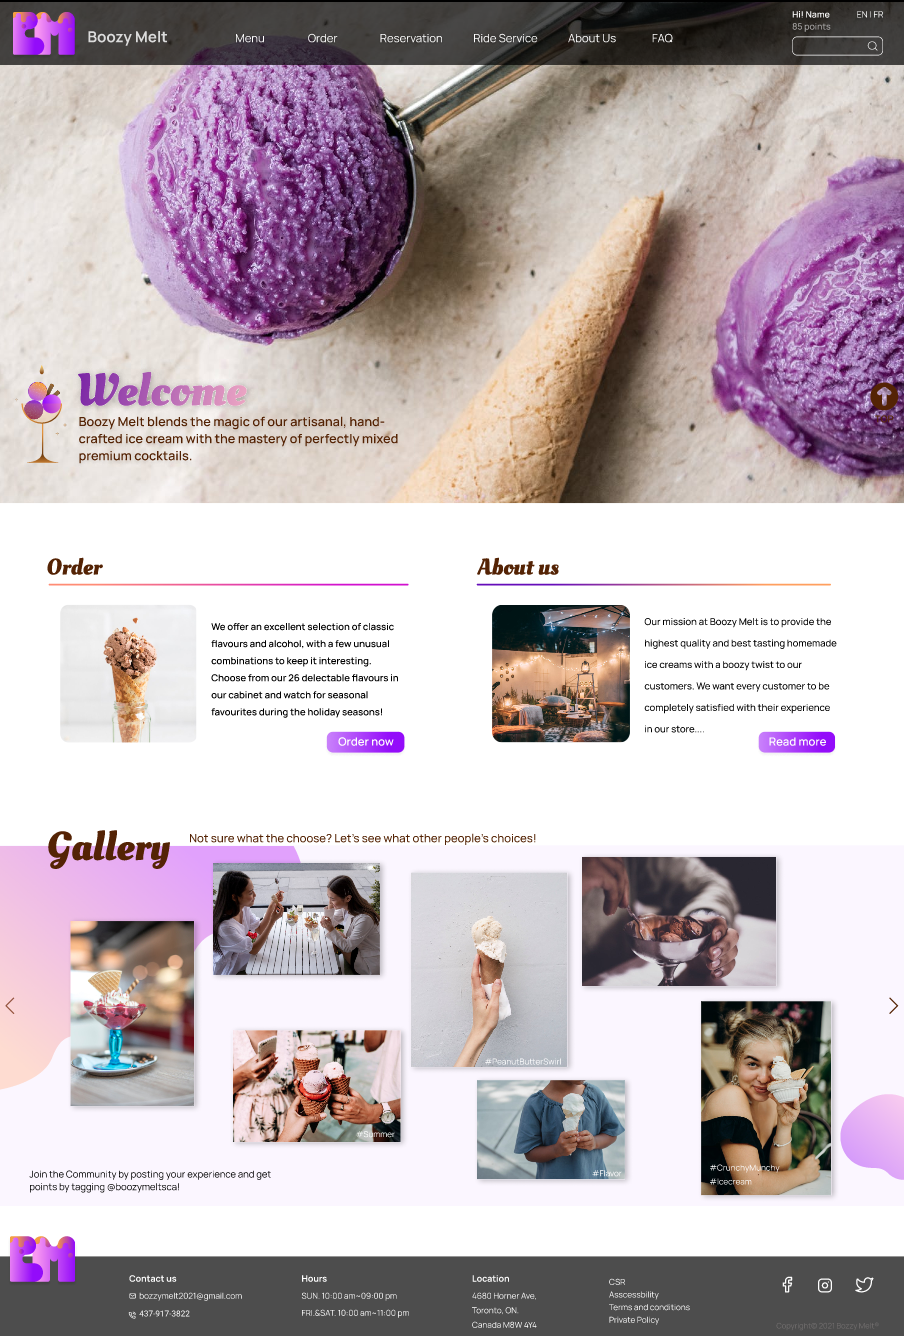 BM
Boozy Melt
Menu
Order
Reservation
Ride Service
About Us
FAQ
Hi! Name
85 points
EN | FR
Welcome
Boozy Melt blends the magic of our artisanal, hand-
crafted ice cream with the mastery of perfectly mixed
premium cocktails.
Order
We offer an excellent selection of classic
flavours and alcohol, with a few unusual
combinations to keep it interesting.
Choose from our 26 delectable flavours in
our cabinet and watch for seasonal
favourites during the holiday seasons!
Order now
About us
Our mission at Boozy Melt is to provide the
highest quality and best tasting homemade
ice creams with a boozy twist to our
customers. We want every customer to be
completely satisfied with their experience
in our store....
Read more
Gallery
Not sure what the choose? Let's see what other people's choices!
#PeanutButterSwirl
#Summer
#Flavor
#CrunchyMunchy
#Icecream
Join the Community by posting your experience and get
points by tagging @boozymeltsca!
BM
Contact us
bozzymelt2021@gmail.com
437-917-3822
Hours
SUN. 10:00 am~09:00 pm
FRI.&SAT. 10:00 am~11:00 pm
Location
4680 Horner Ave,
Toronto, ON.
Canada M8W 4Y4
CSR
Asscessbility
Terms and conditions
Private Policy
Copyright© 2021 Bozzy Melt®